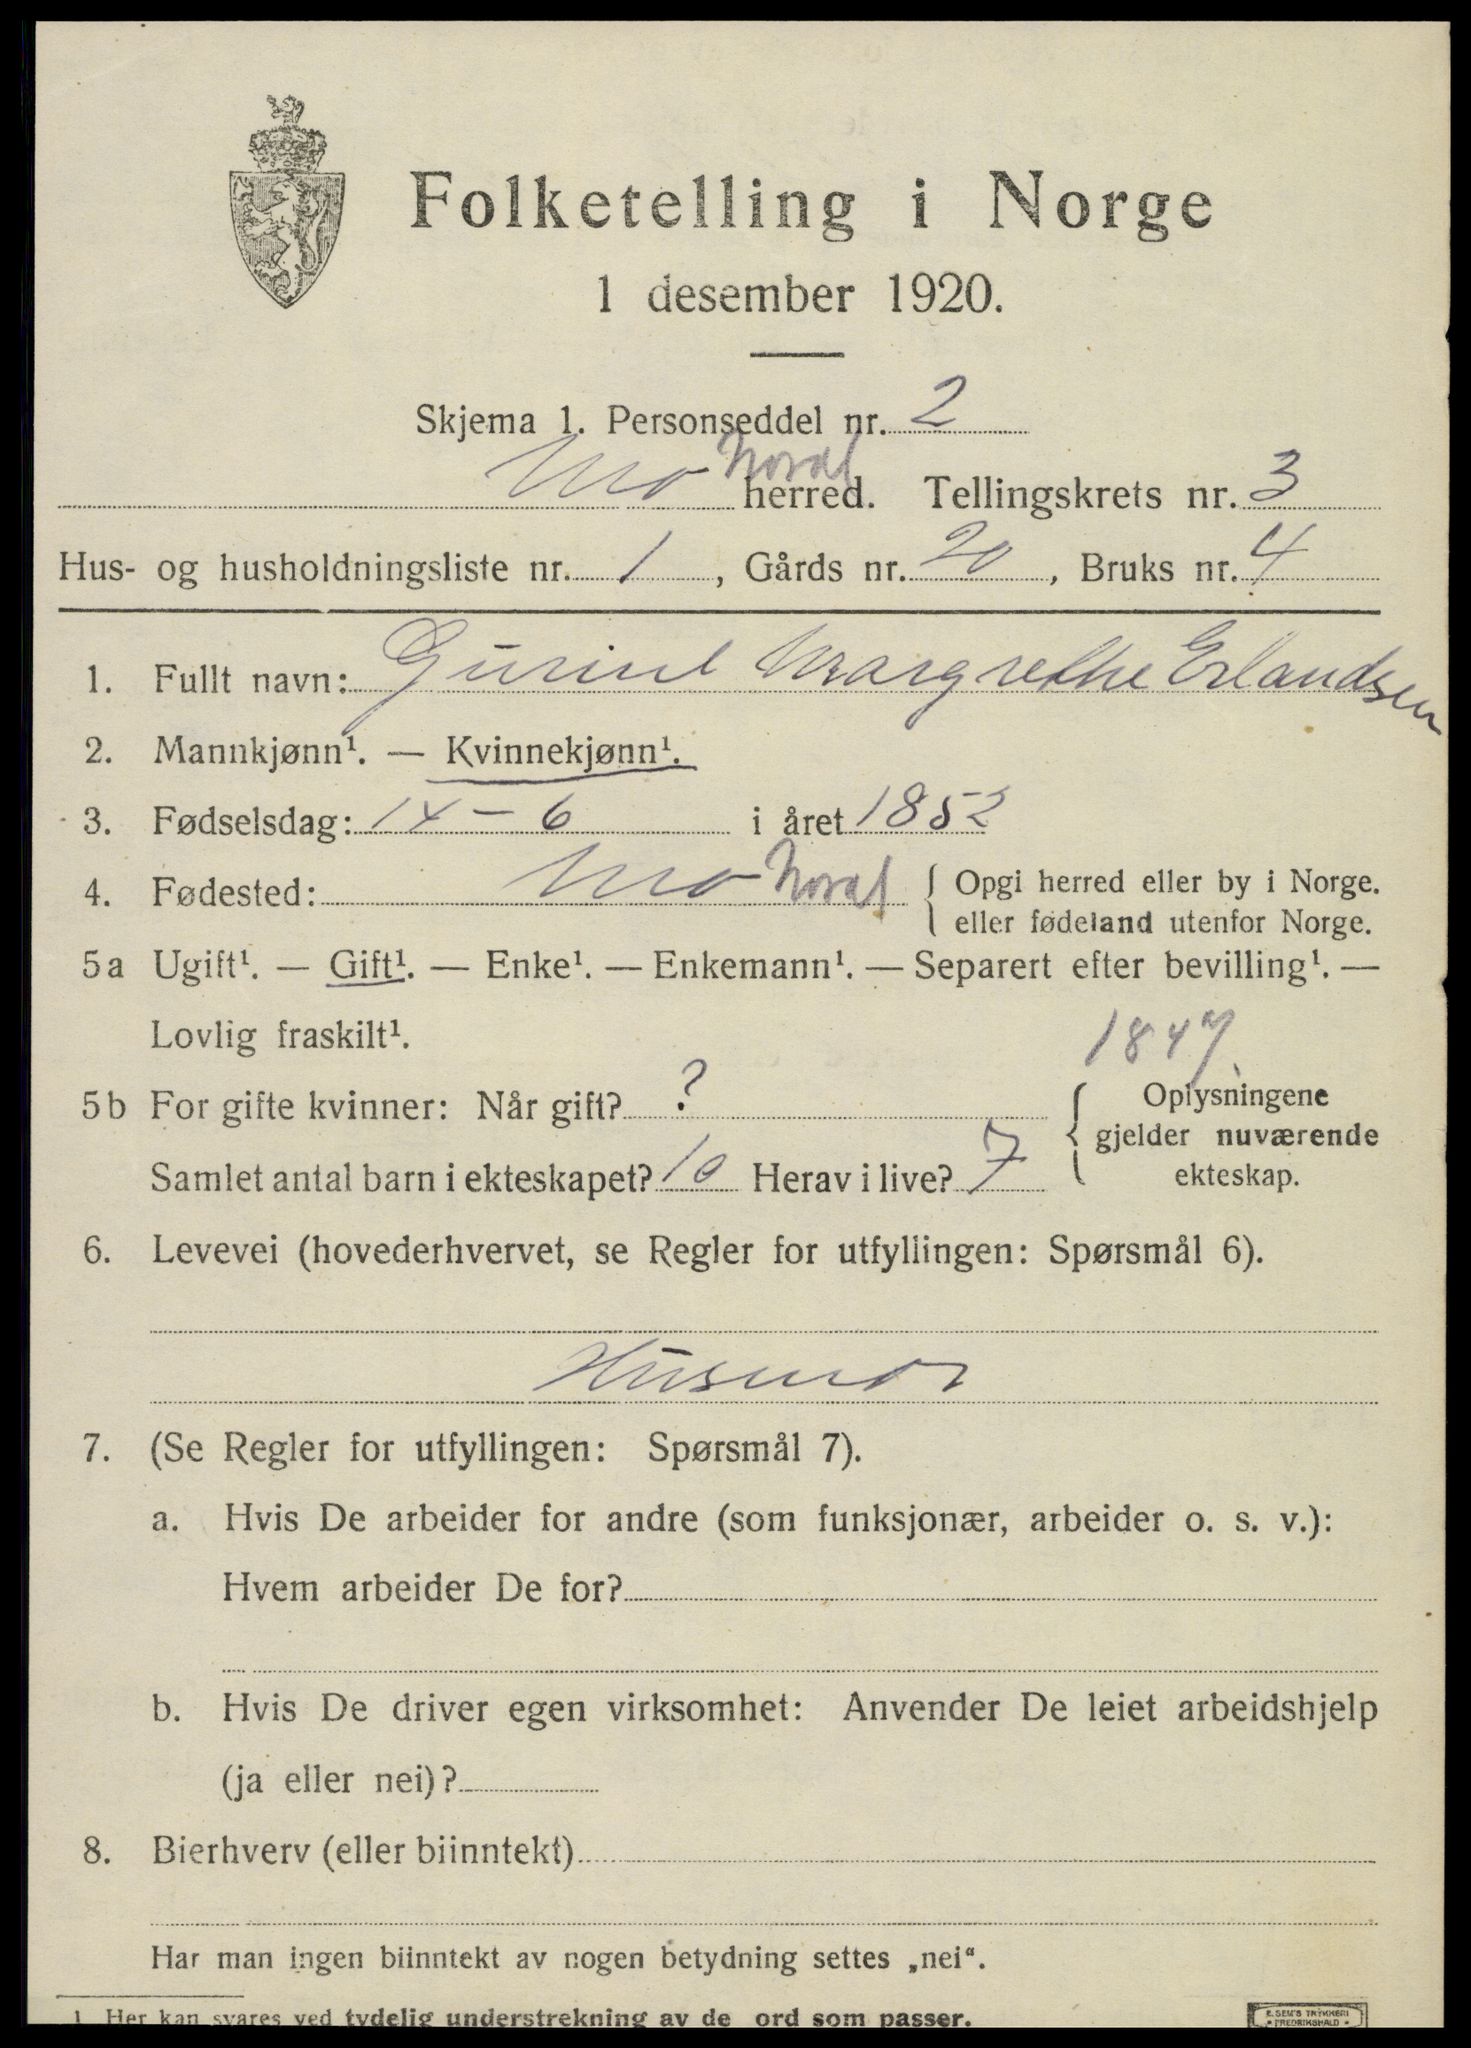 Folketelling i Norge
1 desember 1920.
Skjema 1. Personseddel nr. 2
Mo Nordl herred. Tellingskrets nr. 3
Hus- og husholdningsliste nr. 1, Gårds nr. 20, Bruks nr. 4
1. Fullt navn: Gurine Margrethe Erlandsen
2. Mannkjønn¹. — Kvinnekjønn¹.
3. Fødselsdag: 14 - 6 i året 1852
4. Fødested: Mo Nordl { Opgi herred eller by i Norge.
eller fødeland utenfor Norge.
5a Ugift¹. — Gift¹. — Enke¹. — Enkemann¹. — Separert efter bevilling¹. —
Lovlig fraskilt¹.
1847
5b For gifte kvinner: Når gift? ? { Oplysningene
gjelder nuværende
Samlet antal barn i ekteskapet? 10 Herav i live? 7 ekteskap.
6. Levevei (hovederhvervet, se Regler for utfyllingen: Spørsmål 6).
Husmor
7. (Se Regler for utfyllingen: Spørsmål 7).
a. Hvis De arbeider for andre (som funksjonær, arbeider o. s. v.):
Hvem arbeider De for?
b. Hvis De driver egen virksomhet: Anvender De leiet arbeidshjelp
(ja eller nei)?
8. Bierhverv (eller biinntekt)
Har man ingen biinntekt av nogen betydning settes „nei“.
1 Her kan svares ved tydelig understrekning av de ord som passer.
E. SEM'S TRYKKERI
• FREDRIKSHALD •